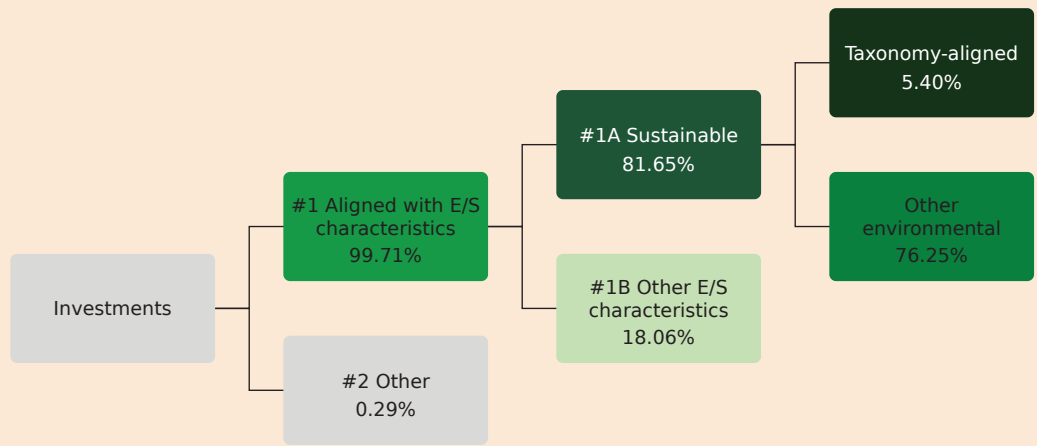 Investments
#1 Aligned with E/S
characteristics
99.71%
#2 Other
0.29%
#1A Sustainable
81.65%
#1B Other E/S
characteristics
18.06%
Taxonomy-aligned
5.40%
Other
environmental
76.25%